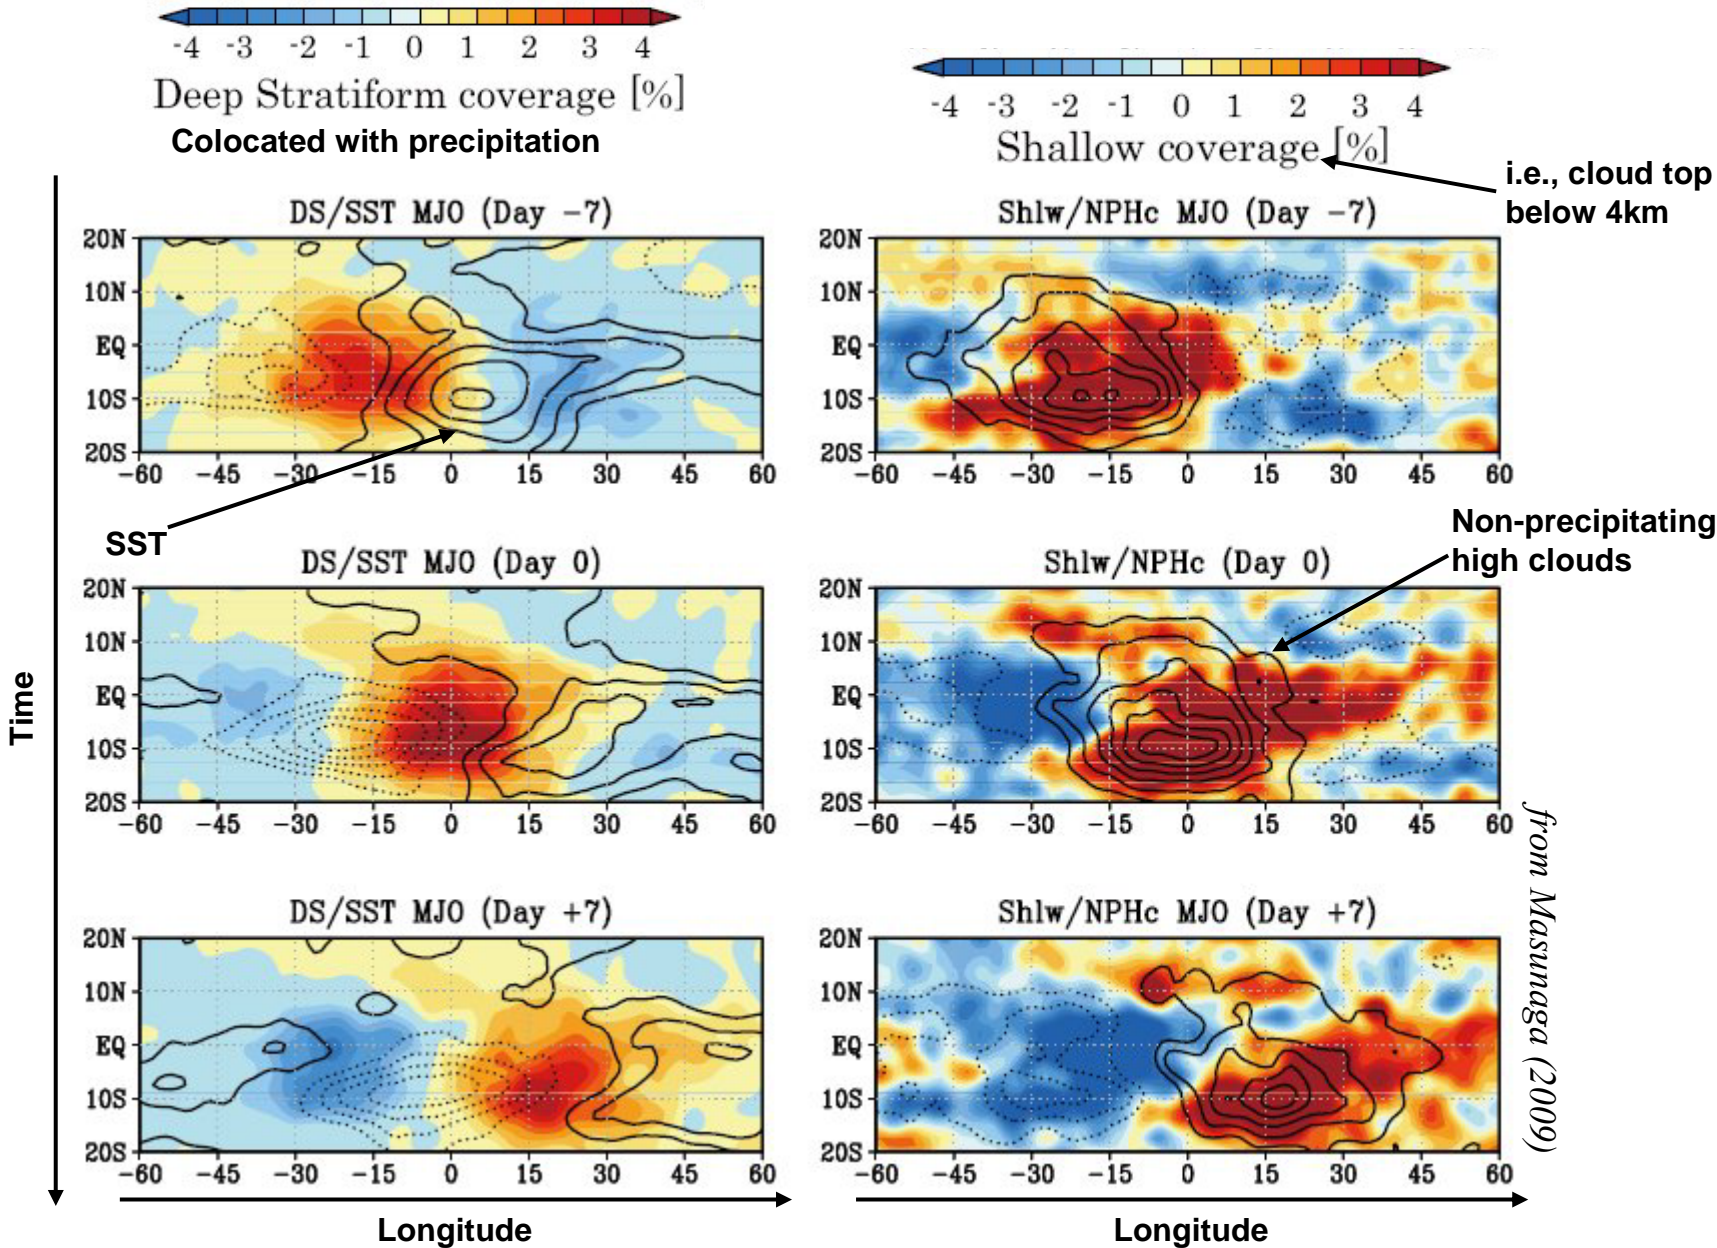 -4 -3 -2 -1 0 1 2 3 4
Deep Stratiform coverage [%]
Colocated with precipitation
-4 -3 -2 -1 0 1 2 3 4
Shallow coverage [%]
i.e., cloud top
below 4km
DS/SST MJO (Day −7)
20N
10N
EQ
10S
20S
−60 −45 −30 −15 0 15 30 45 60
SST
Shlw/NPHc MJO (Day −7)
20N
10N
EQ
10S
20S
−60 −45 −30 −15 0 15 30 45 60
Non-precipitating
high clouds
DS/SST MJO (Day 0)
20N
10N
EQ
10S
20S
−60 −45 −30 −15 0 15 30 45 60
Shlw/NPHc (Day 0)
20N
10N
EQ
10S
20S
−60 −45 −30 −15 0 15 30 45 60
Time
DS/SST MJO (Day +7)
20N
10N
EQ
10S
20S
−60 −45 −30 −15 0 15 30 45 60
Longitude
Shlw/NPHc MJO (Day +7)
20N
10N
EQ
10S
20S
−60 −45 −30 −15 0 15 30 45 60
Longitude
from Masunaga (2009)